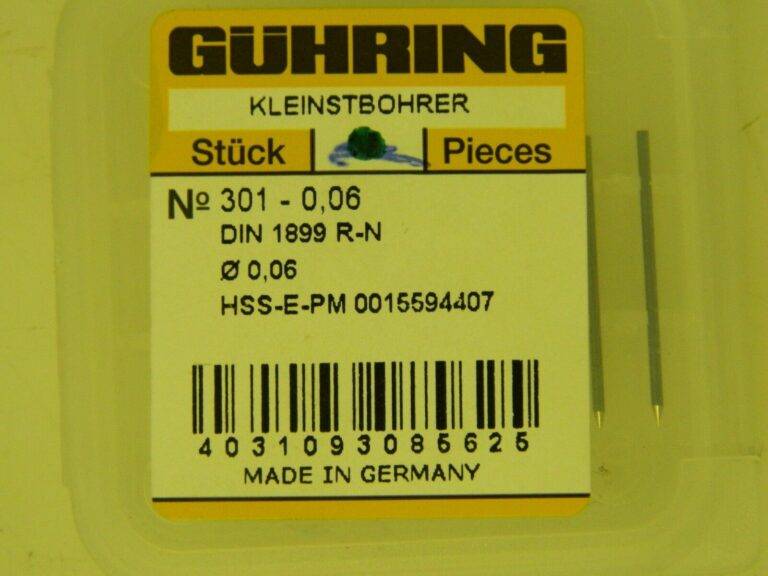 GÜHRING
KLEINSTBOHRER
Stück Pieces
Nº 301 - 0,06
DIN 1899 R-N
Ø 0,06
HSS-E-PM 0015594407
4031093085625
MADE IN GERMANY